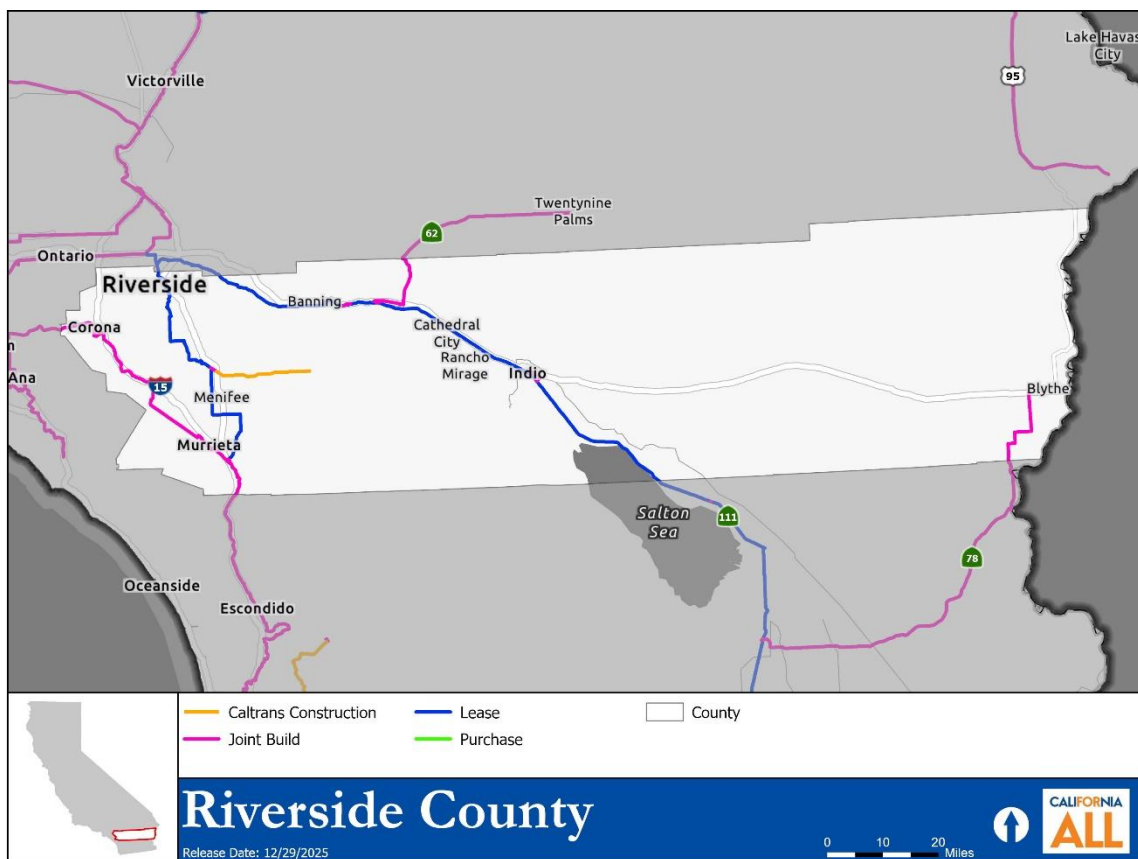 Lake Havas
City
95
Victorville
Twentynine
Palms
62
Ontario
Riverside
Banning
Corona
Cathedral
City
Rancho
Mirage
Indio
n
Ana
15
Menifee
Blythe
Murrieta
Salton
Sea
111
78
Oceanside
Escondido
Caltrans Construction
Lease
County
Joint Build
Purchase
Riverside County
Release Date: 12/29/2025
0 10 20
Miles
CALIFORNIA
ALL